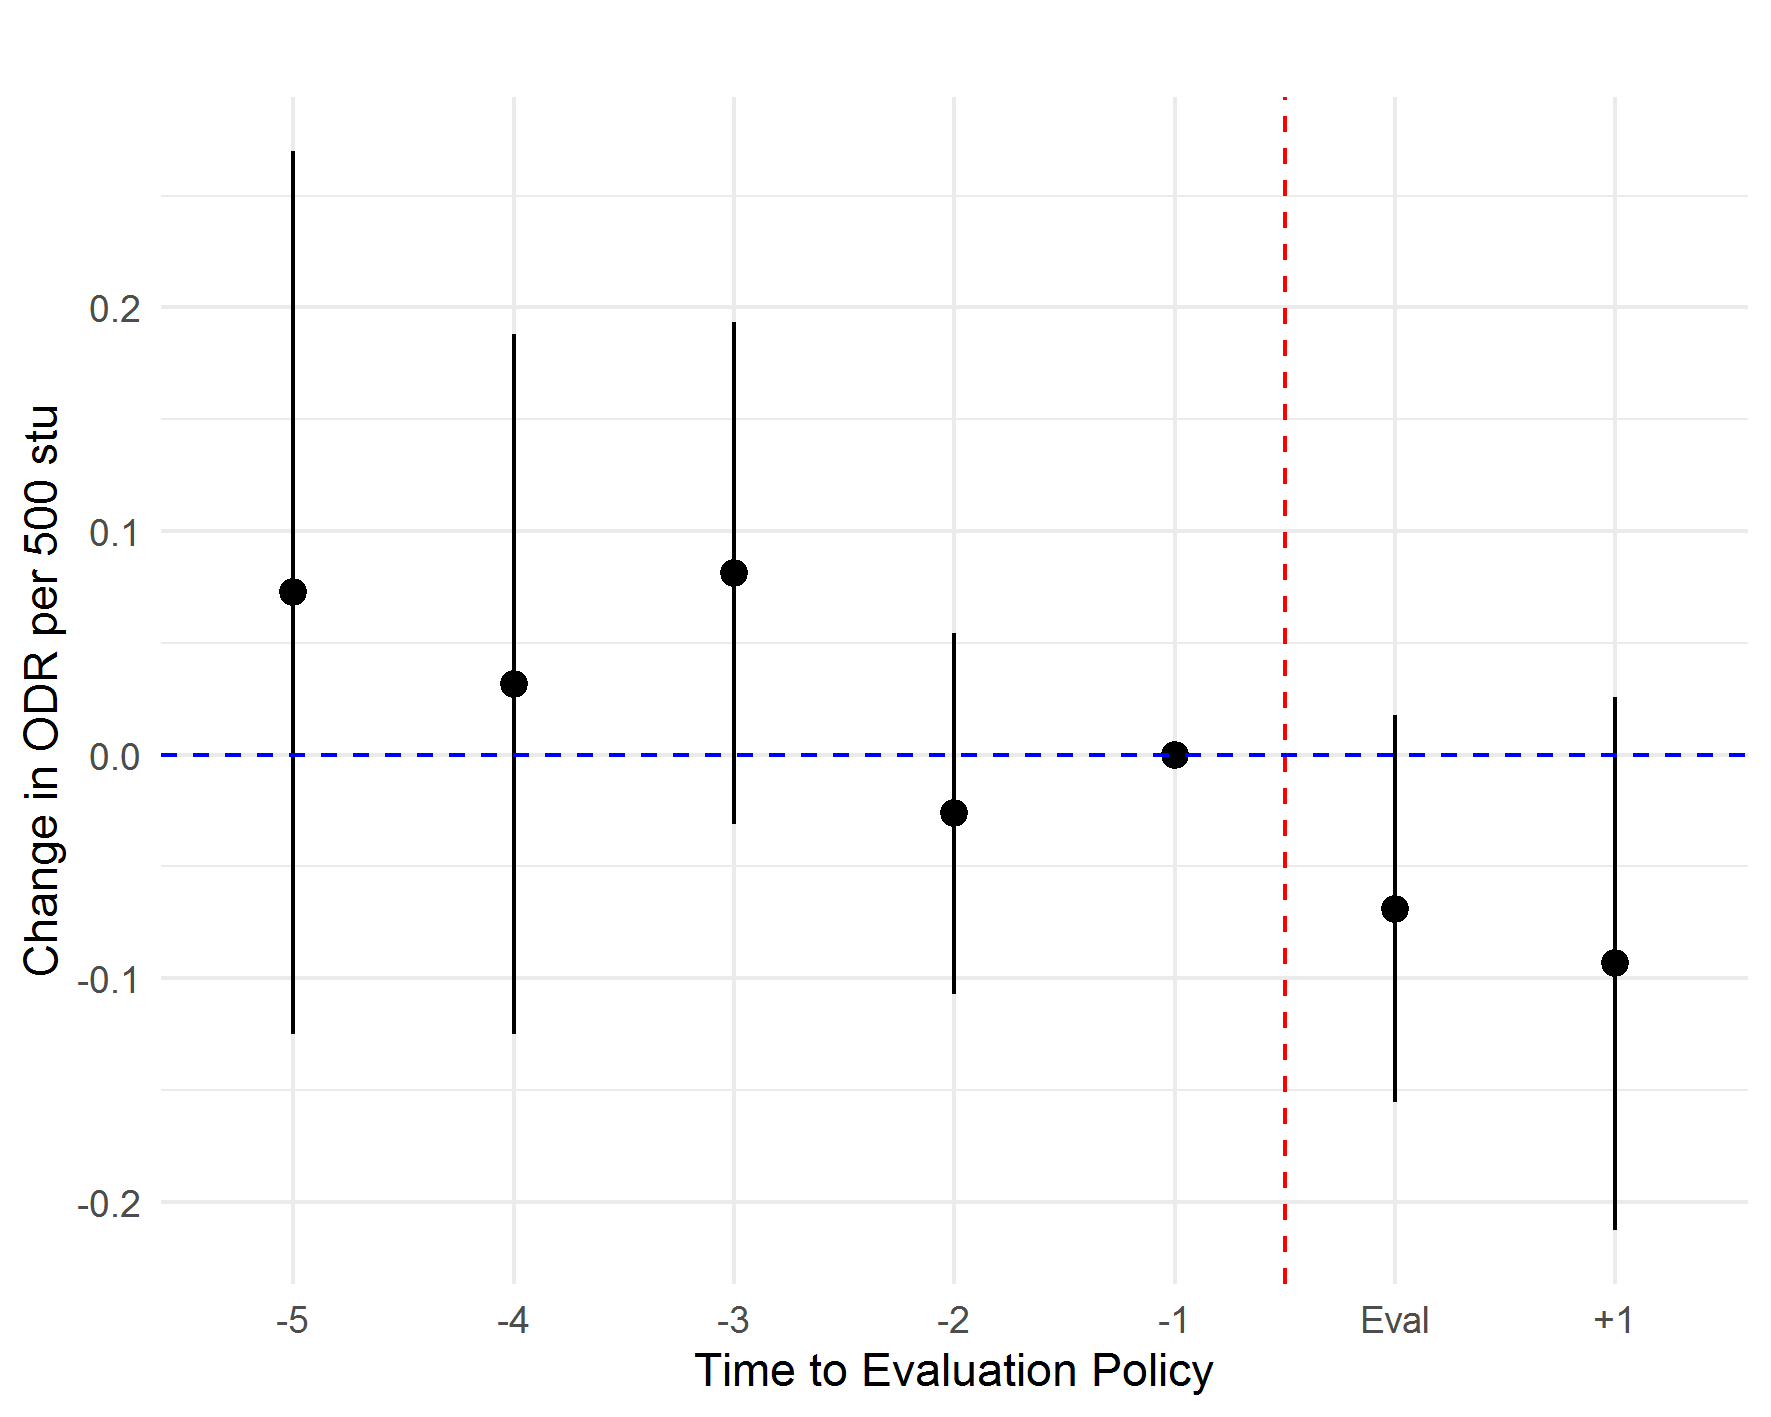 Change in ODR per 500 stu
0.2
0.1
0.0
-0.1
-0.2
-5 -4 -3 -2 -1 Eval +1
Time to Evaluation Policy